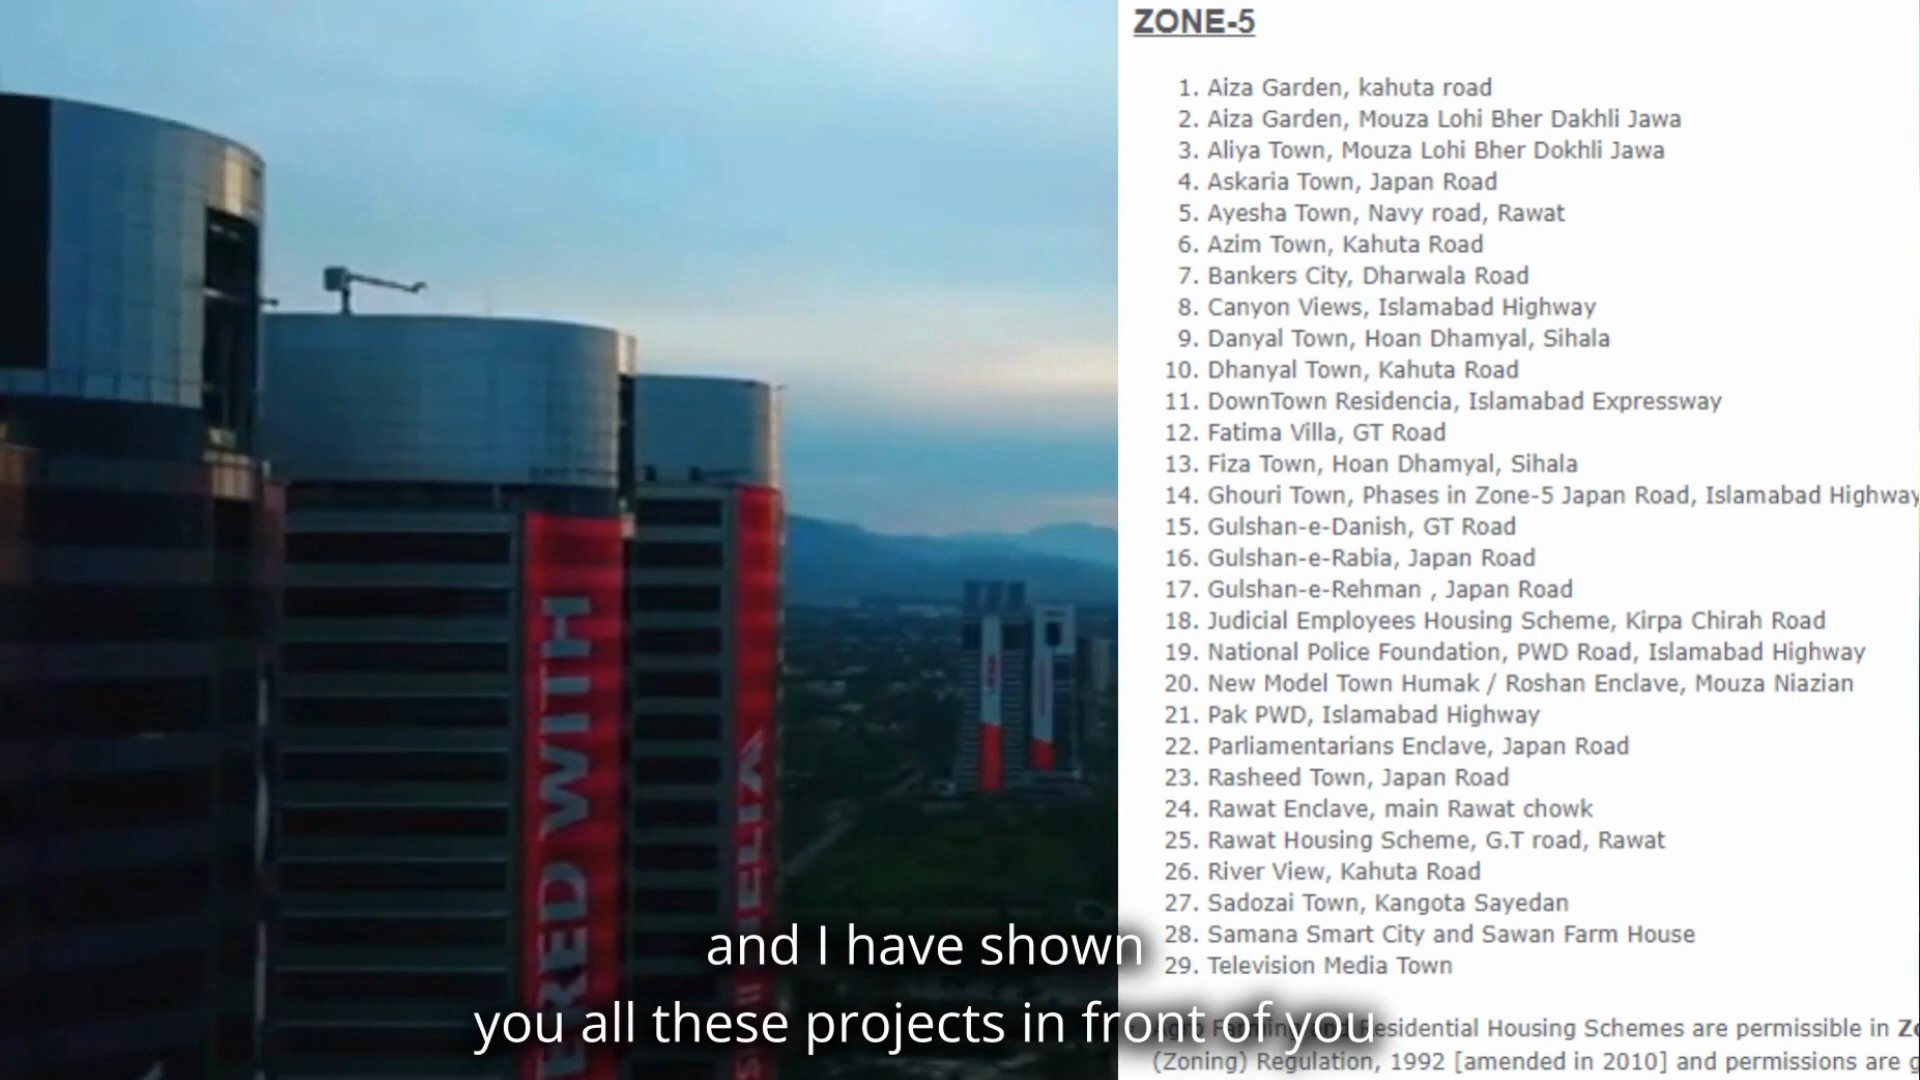 ZONE-5
1. Aiza Garden, kahuta road
2. Aiza Garden, Mouza Lohi Bher Dakhli Jawa
3. Aliya Town, Mouza Lohi Bher Dokhli Jawa
4. Askaria Town, Japan Road
5. Ayesha Town, Navy road, Rawat
6. Azim Town, Kahuta Road
7. Bankers City, Dharwala Road
8. Canyon Views, Islamabad Highway
9. Danyal Town, Hoan Dhamyal, Sihala
10. Dhanyal Town, Kahuta Road
11. DownTown Residencia, Islamabad Expressway
12. Fatima Villa, GT Road
13. Fiza Town, Hoan Dhamyal, Sihala
14. Ghouri Town, Phases in Zone-5 Japan Road, Islamabad Highway
15. Gulshan-e-Danish, GT Road
16. Gulshan-e-Rabia, Japan Road
17. Gulshan-e-Rehman , Japan Road
18. Judicial Employees Housing Scheme, Kirpa Chirah Road
19. National Police Foundation, PWD Road, Islamabad Highway
20. New Model Town Humak / Roshan Enclave, Mouza Niazian
21. Pak PWD, Islamabad Highway
22. Parliamentarians Enclave, Japan Road
23. Rasheed Town, Japan Road
24. Rawat Enclave, main Rawat chowk
25. Rawat Housing Scheme, G.T road, Rawat
26. River View, Kahuta Road
27. Sadozai Town, Kangota Sayedan
28. Samana Smart City and Sawan Farm House
29. Television Media Town
Agro Farming and Residential Housing Schemes are permissible in
(Zoning) Regulation, 1992 [amended in 2010] and permissions are
WITH
and I have shown
you all these projects in front of you